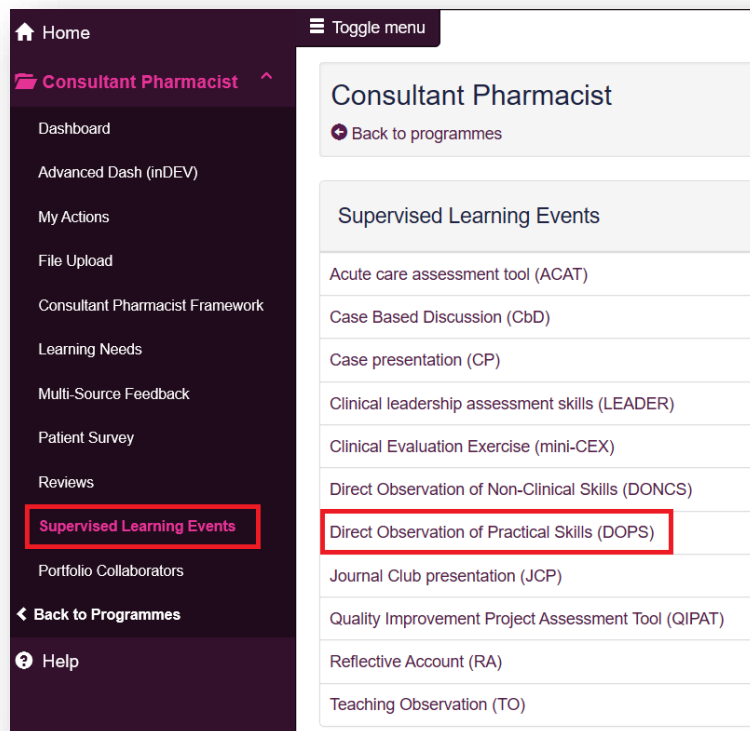 Home
Consultant Pharmacist
Dashboard
Advanced Dash (inDEV)
My Actions
File Upload
Consultant Pharmacist Framework
Learning Needs
Multi-Source Feedback
Patient Survey
Reviews
Supervised Learning Events
Portfolio Collaborators
Back to Programmes
Help
Toggle menu
Consultant Pharmacist
Back to programmes
Supervised Learning Events
Acute care assessment tool (ACAT)
Case Based Discussion (CbD)
Case presentation (CP)
Clinical leadership assessment skills (LEADER)
Clinical Evaluation Exercise (mini-CEX)
Direct Observation of Non-Clinical Skills (DONCS)
Direct Observation of Practical Skills (DOPS)
Journal Club presentation (JCP)
Quality Improvement Project Assessment Tool (QIPAT)
Reflective Account (RA)
Teaching Observation (TO)